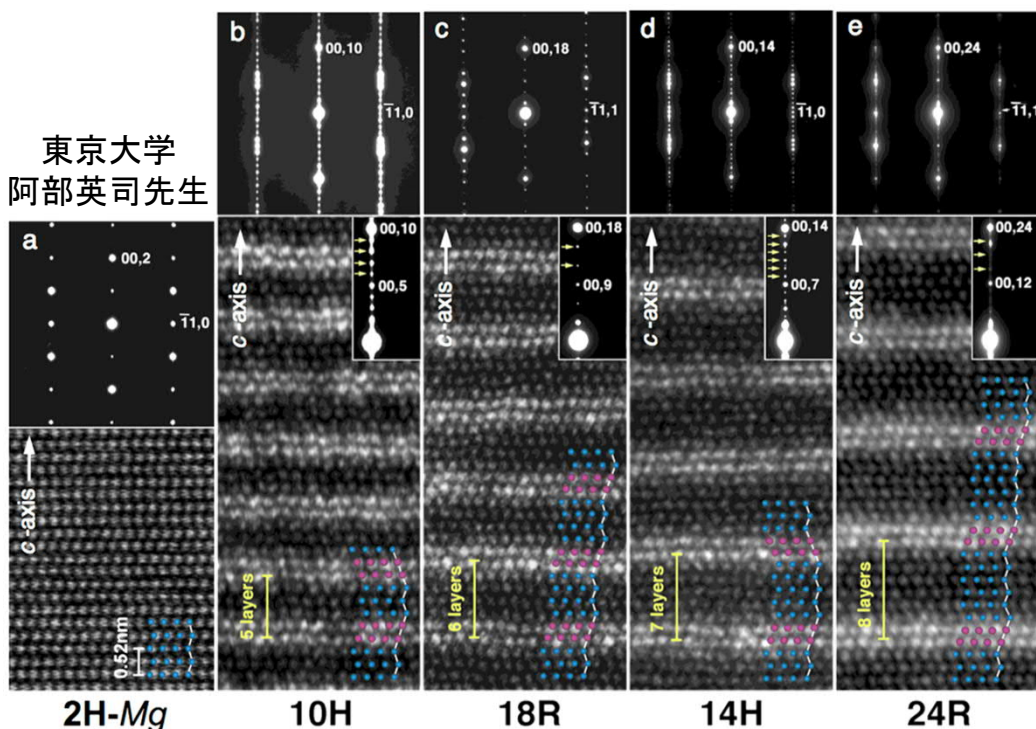 東京大学
阿部英司先生
a
00,2
1̅1,0
c-axis
0.52nm
2H-Mg
b
00,10
1̅1,0
c-axis
00,10
00,5
5 layers
10H
c
00,18
1̅1,1
c-axis
00,18
00,9
6 layers
18R
d
00,14
1̅1,0
c-axis
00,14
00,7
7 layers
14H
e
00,24
1̅1,1
c-axis
00,24
00,12
8 layers
24R